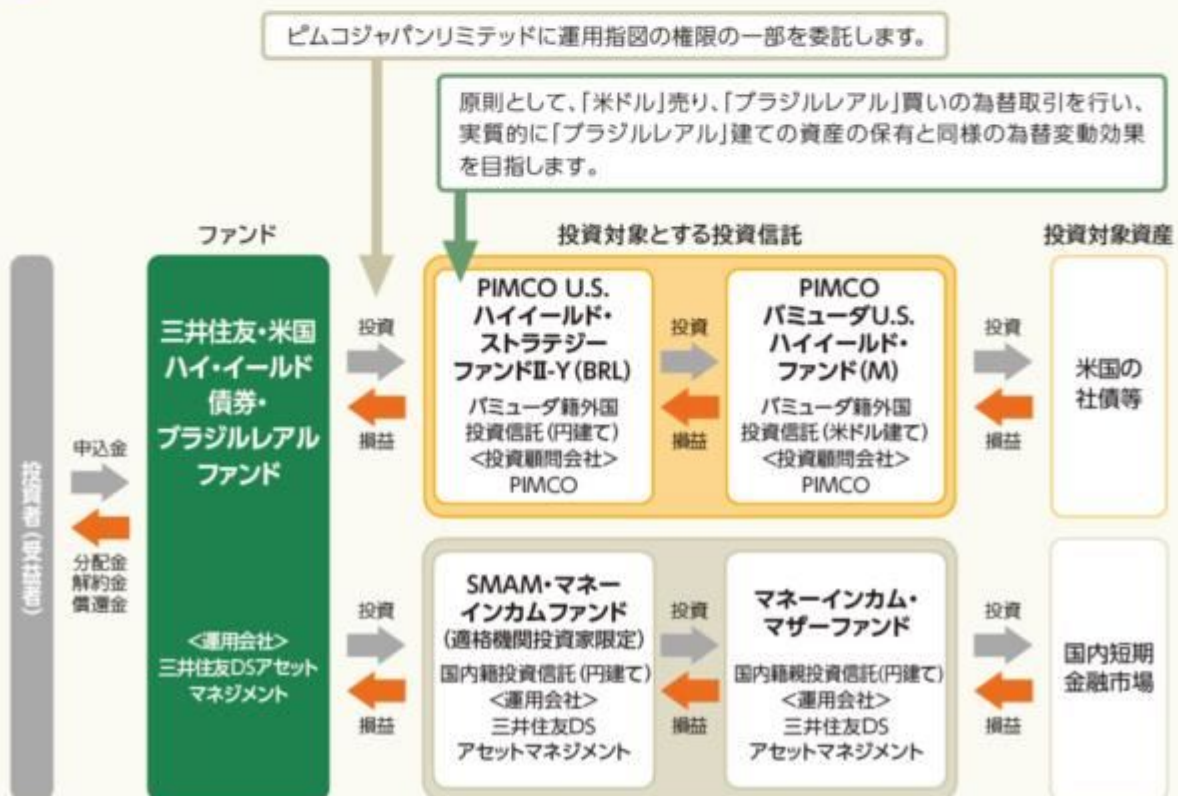 ピムコジャパンリミテッドに運用指図の権限の一部を委託します。
原則として、「米ドル」売り、「ブラジルレアル」買いの為替取引を行い、
実質的に「ブラジルレアル」建ての資産の保有と同様の為替変動効果
を目指します。
ファンド
投資対象とする投資信託
投資対象資産
投資者(受益者)
申込金
分配金
解約金
償還金
三井住友・米国
ハイ・イールド
債券・
ブラジルレアル
ファンド
<運用会社>
三井住友DSアセット
マネジメント
投資
損益
PIMCO U.S.
ハイイールド・
ストラテジー
ファンドII-Y(BRL)
バミューダ籍外国
投資信託(円建て)
<投資顧問会社>
PIMCO
投資
損益
PIMCO
バミューダU.S.
ハイイールド・
ファンド(M)
バミューダ籍外国
投資信託(米ドル建て)
<投資顧問会社>
PIMCO
投資
損益
米国の
社債等
投資
損益
SMAM・マネー
インカムファンド
(適格機関投資家限定)
国内籍投資信託(円建て)
<運用会社>
三井住友DS
アセットマネジメント
投資
損益
マネーインカム・
マザーファンド
国内籍親投資信託(円建て)
<運用会社>
三井住友DS
アセットマネジメント
投資
損益
国内短期
金融市場